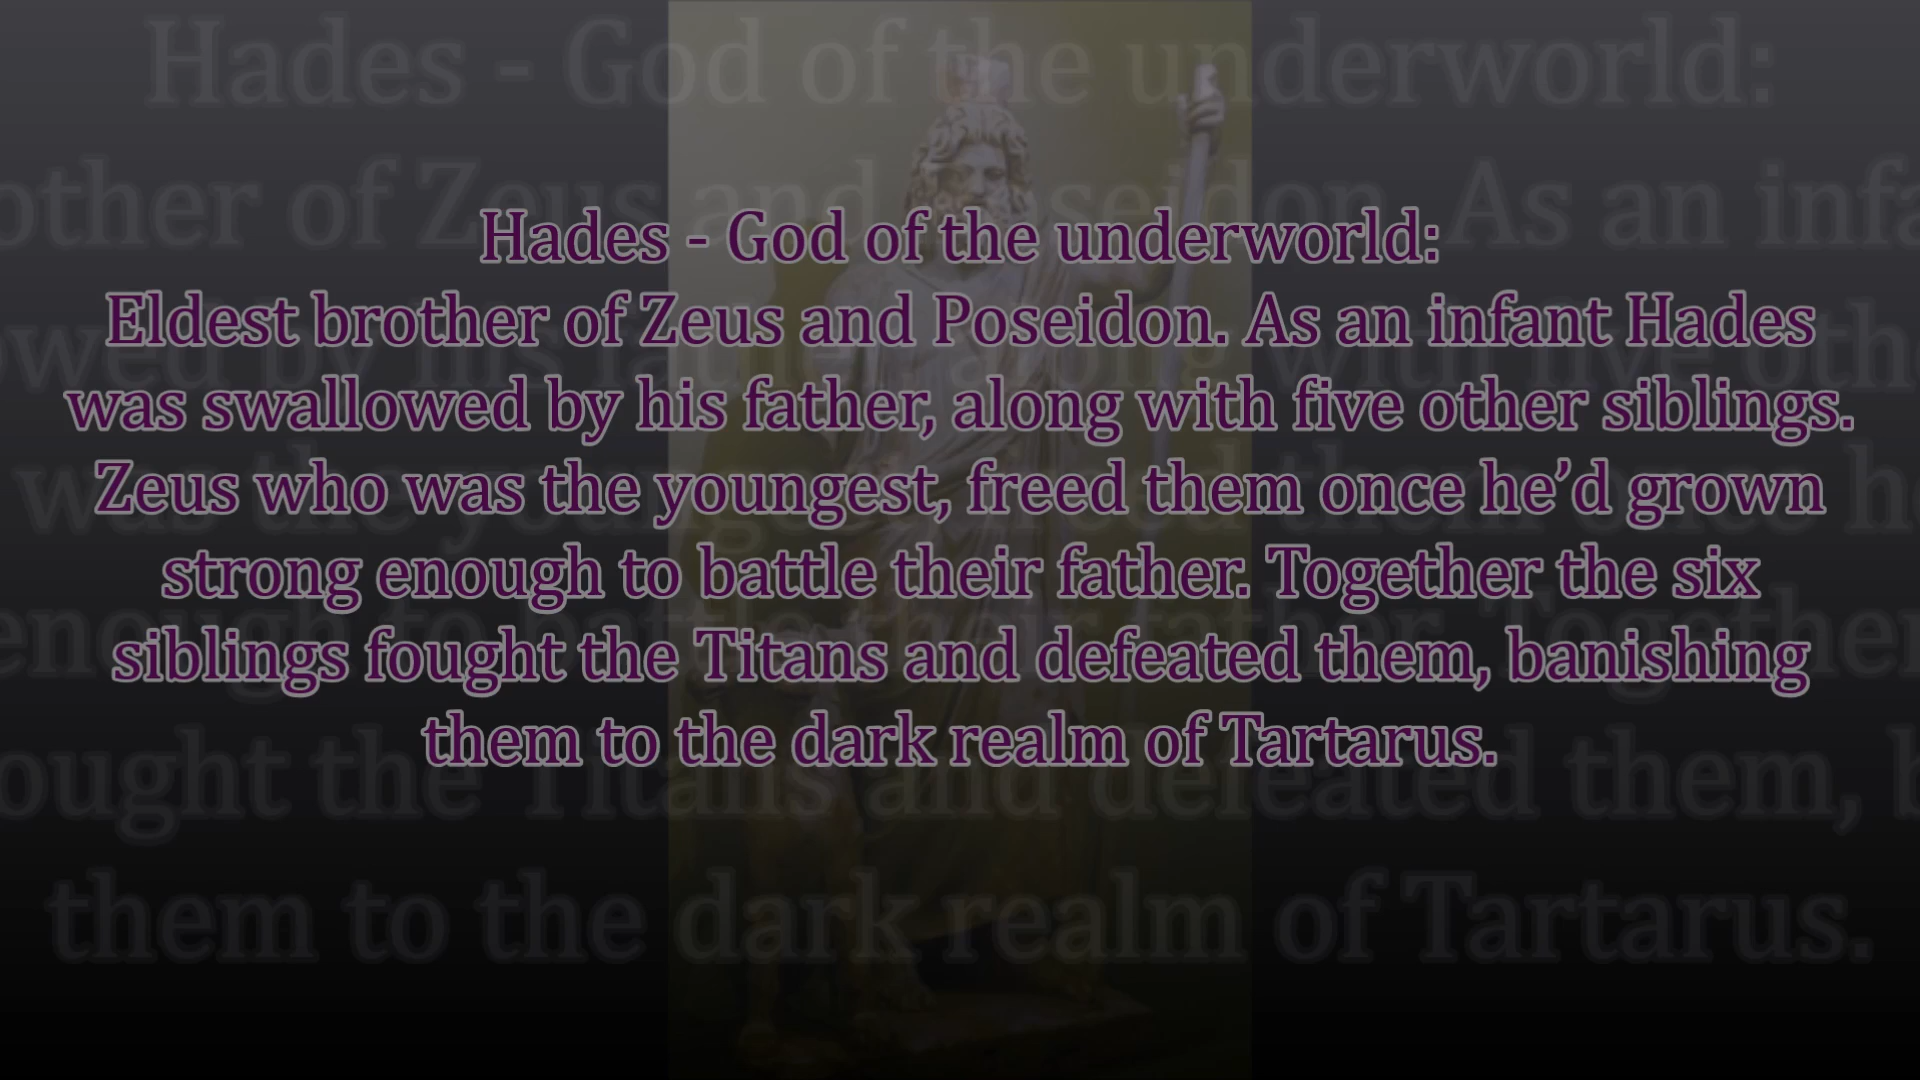 Hades - God of the underworld:
Eldest brother of Zeus and Poseidon. As an infant Hades
was swallowed by his father, along with five other siblings.
Zeus who was the youngest, freed them once he’d grown
strong enough to battle their father. Together the six
siblings fought the Titans and defeated them, banishing
them to the dark realm of Tartarus.